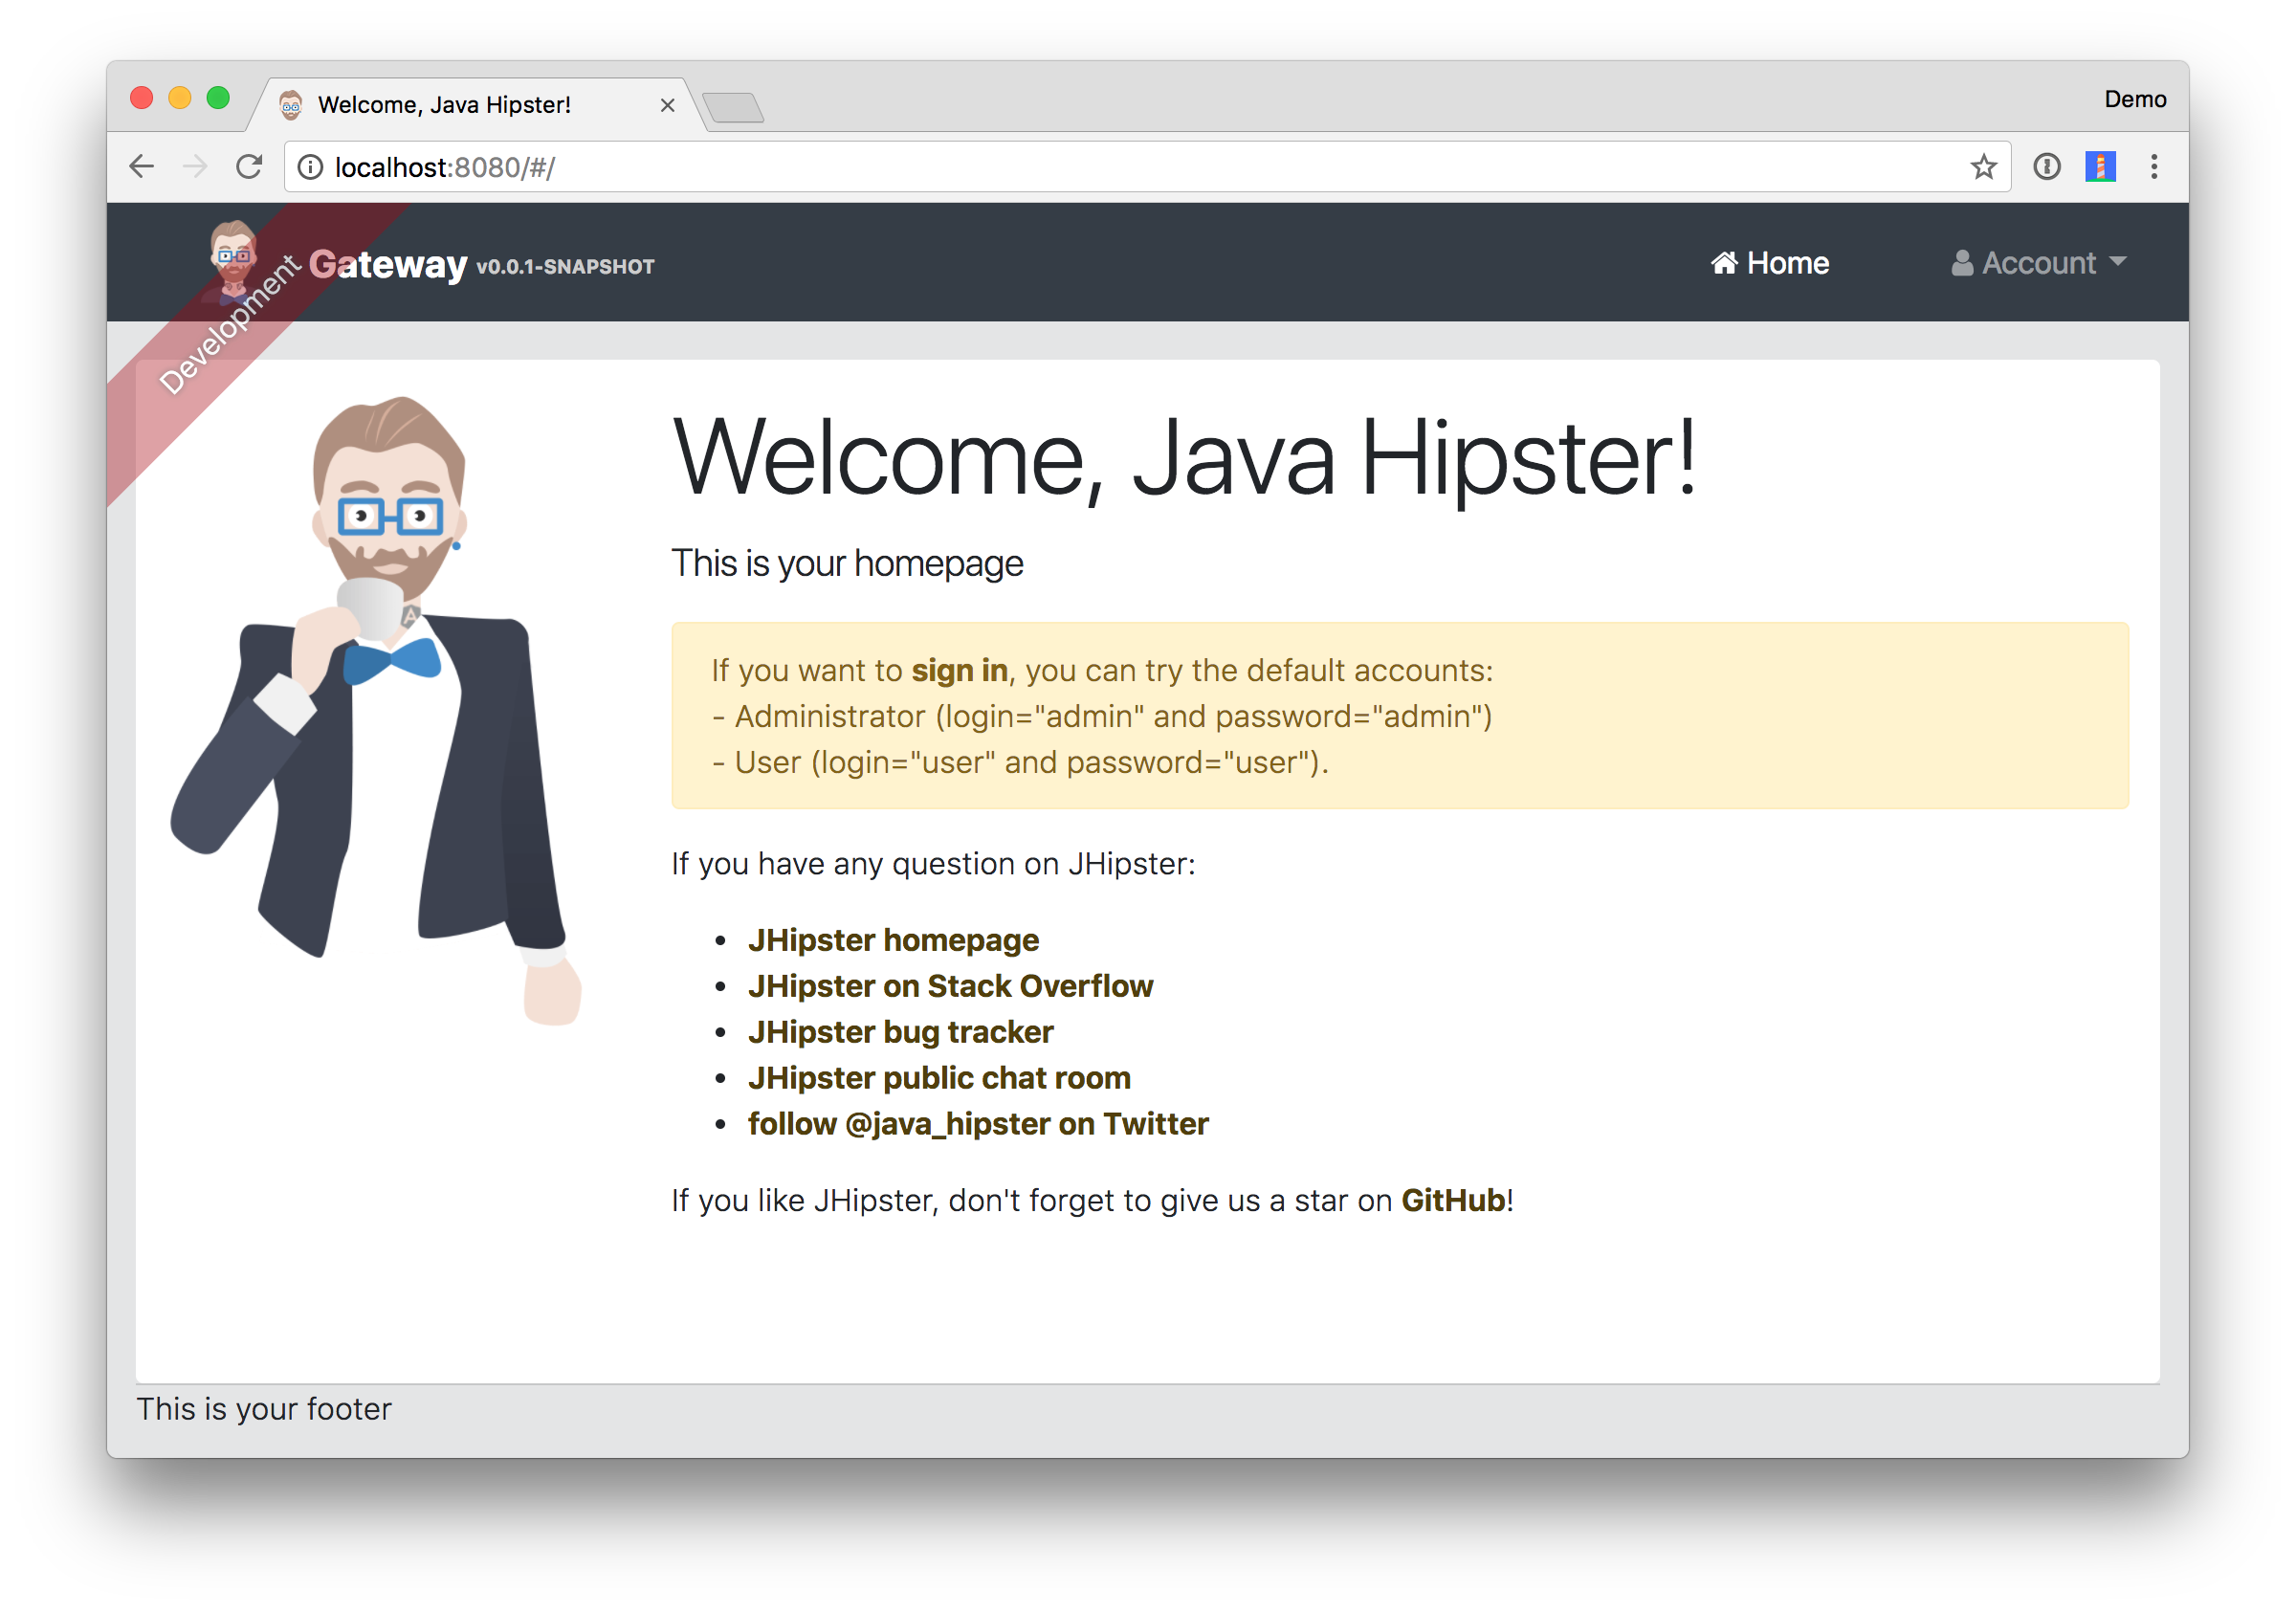 Welcome, Java Hipster!
Demo
localhost:8080/#/
Development
Gateway v0.0.1-SNAPSHOT
Home
Account
Welcome, Java Hipster!
This is your homepage
If you want to sign in, you can try the default accounts:
- Administrator (login="admin" and password="admin")
- User (login="user" and password="user").
If you have any question on JHipster:
• JHipster homepage
• JHipster on Stack Overflow
• JHipster bug tracker
• JHipster public chat room
• follow @java_hipster on Twitter
If you like JHipster, don't forget to give us a star on GitHub!
This is your footer